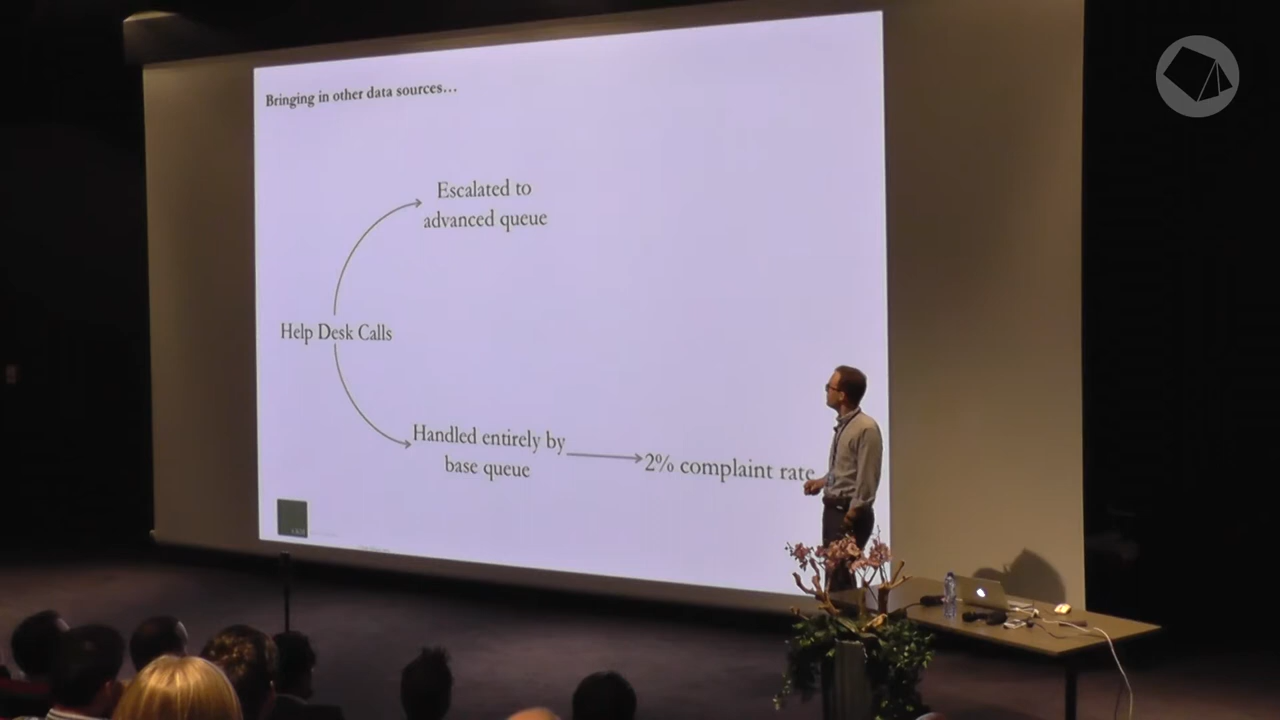 Bringing in other data sources…
Escalated to
advanced queue
Help Desk Calls
Handled entirely by
base queue
2% complaint rate